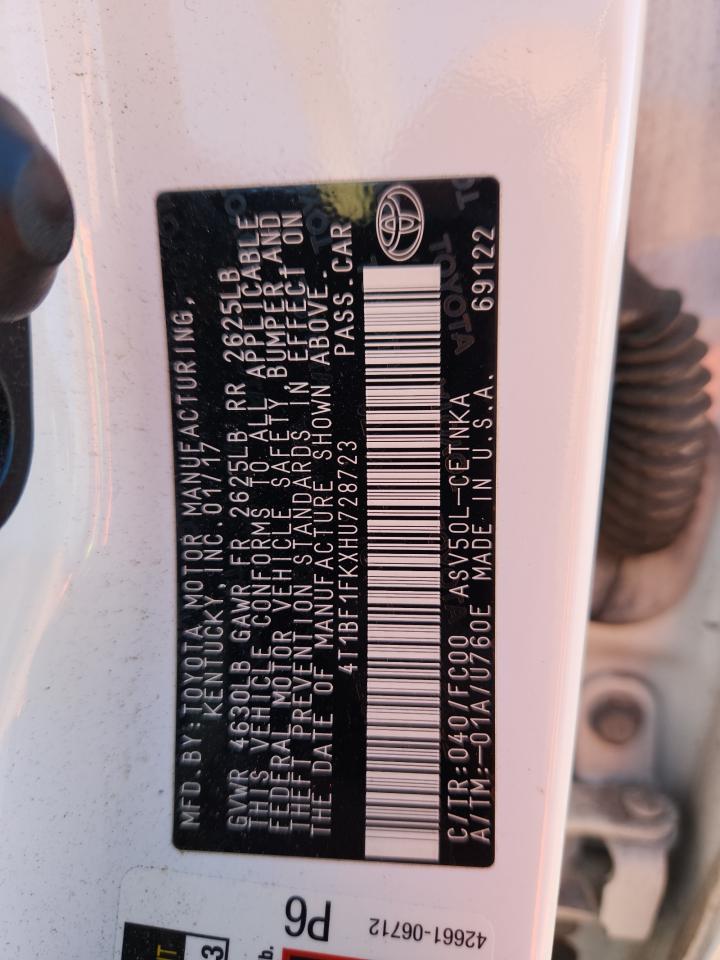 MFD.BY:TOYOTA MOTOR MANUFACTURING,
KENTUCKY, INC.01/17
GVWR 4630LB GAWR FR 2625LB RR 2625LB
THIS VEHICLE CONFORMS TO ALL APPLICABLE
FEDERAL MOTOR VEHICLE SAFETY, BUMPER AND
THEFT PREVENTION STANDARDS IN EFFECT ON
THE DATE OF MANUFACTURE SHOWN ABOVE.
4T1BF1FKXHU728723 PASS.CAR
TOYOTA
C/TR:040/FC00 ASV50L-CETNKA
A/TM:-01A/U760E MADE IN U.S.A. 69122
P6
42661-06712
3
b.